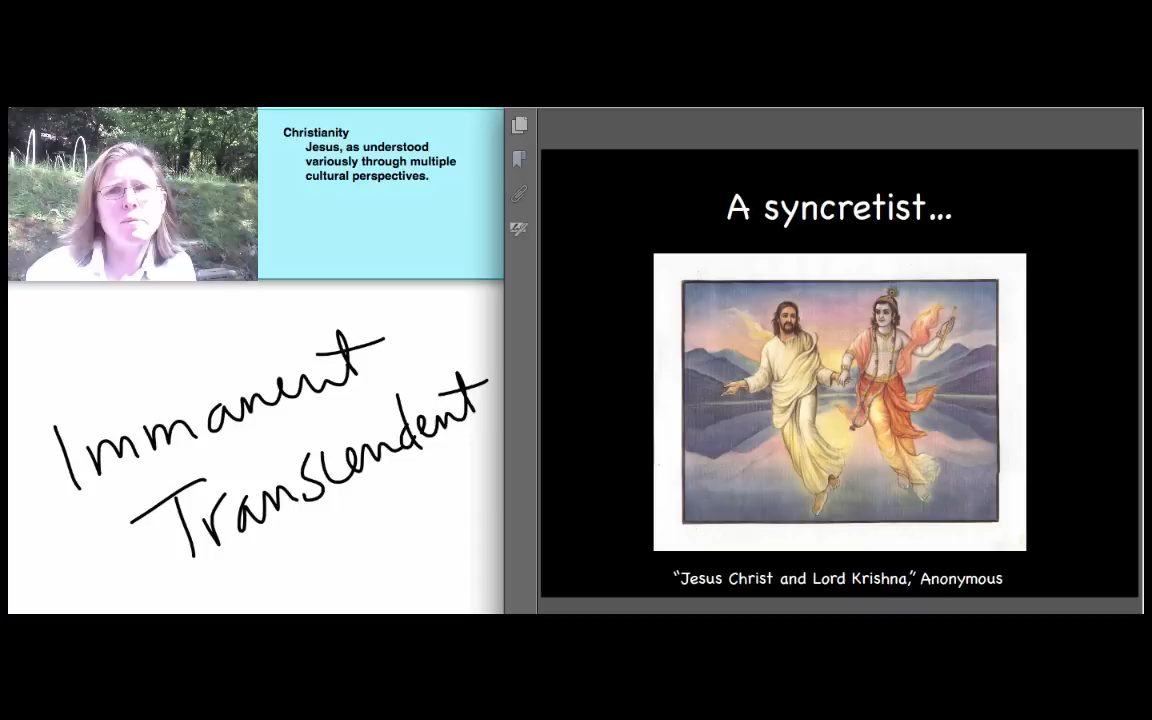 Christianity
Jesus, as understood
variously through multiple
cultural perspectives.
Immanent
Transcendent
A syncretist...
“Jesus Christ and Lord Krishna,” Anonymous